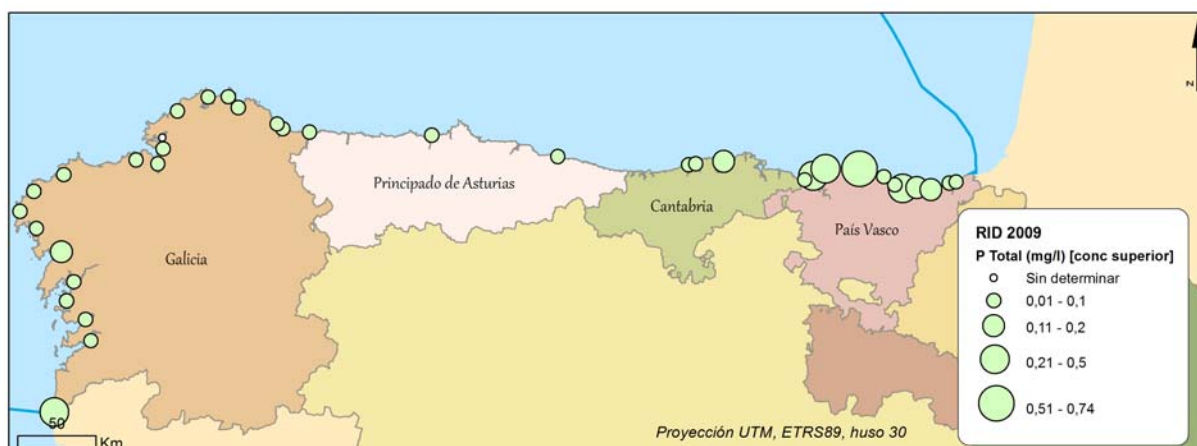 N
Principado de Asturias
Cantabria
País Vasco
Galicia
RID 2009
P Total (mg/l) [conc superior]
Sin determinar
0,01 - 0,1
0,11 - 0,2
0,21 - 0,5
0,51 - 0,74
50
Km
Proyección UTM, ETRS89, huso 30